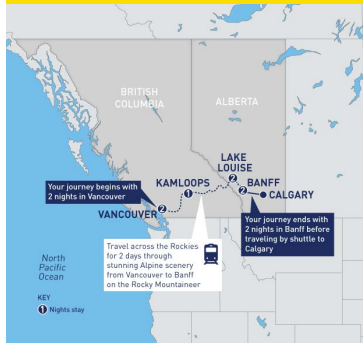 BRITISH
COLUMBIA
ALBERTA
LAKE
LOUISE
2
KAMLOOPS
1
BANFF
2
CALGARY
Your journey begins with
2 nights in Vancouver
VANCOUVER
2
Your journey ends with
2 nights in Banff before
traveling by shuttle to
Calgary
Travel across the Rockies
for 2 days through
stunning Alpine scenery
from Vancouver to Banff
on the Rocky Mountaineer
North
Pacific
Ocean
KEY
1 Nights stay